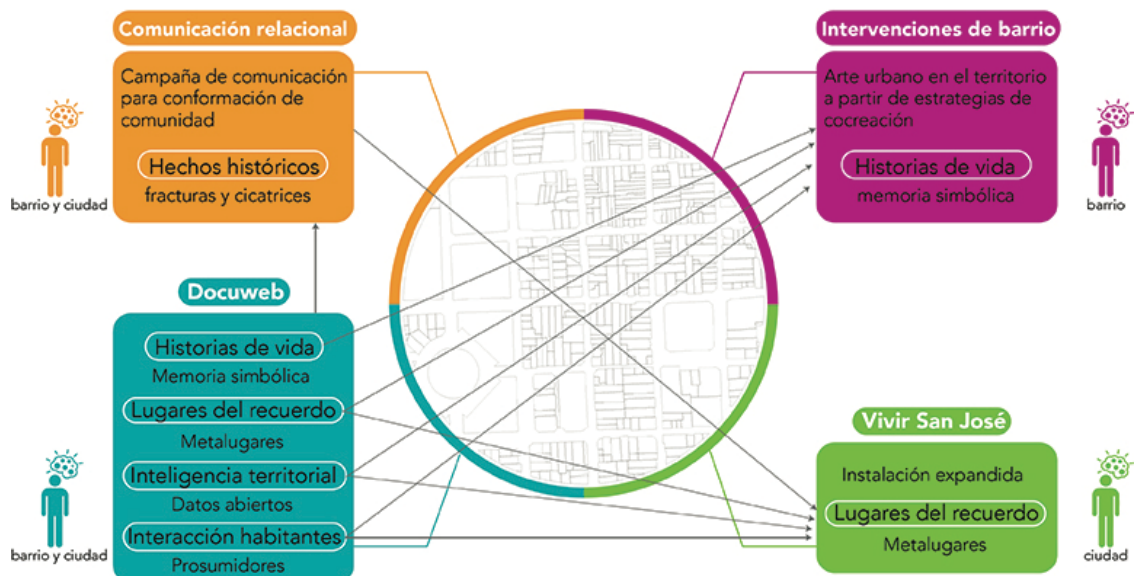 Comunicación relacional
Campaña de comunicación
para conformación de
comunidad
Hechos históricos
fracturas y cicatrices
barrio y ciudad
Intervenciones de barrio
Arte urbano en el territorio
a partir de estrategias de
cocreación
Historias de vida
memoria simbólica
barrio
Docuweb
Historias de vida
Memoria simbólica
Lugares del recuerdo
Metalugares
Inteligencia territorial
Datos abiertos
Interacción habitantes
Prosumidores
barrio y ciudad
Vivir San José
Instalación expandida
Lugares del recuerdo
Metalugares
ciudad